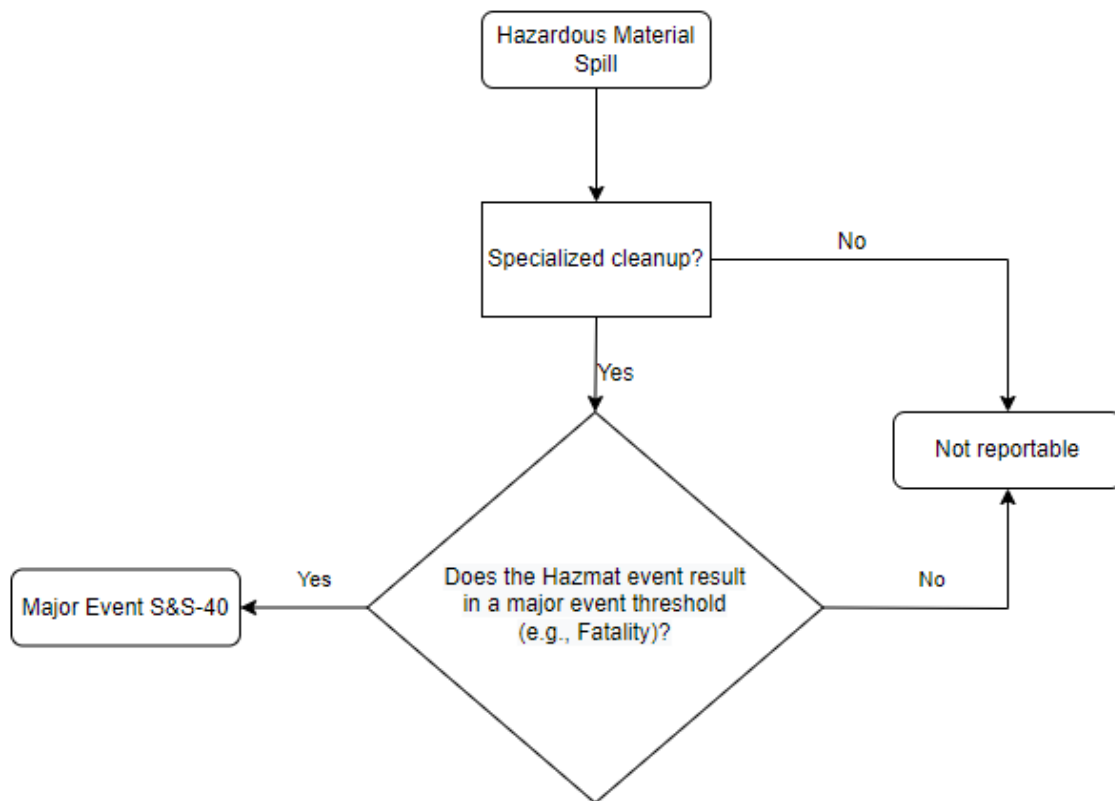 Hazardous Material
Spill
Specialized cleanup?
No
Yes
Not reportable
Does the Hazmat event result
in a major event threshold
(e.g., Fatality)?
Yes
No
Major Event S&S-40